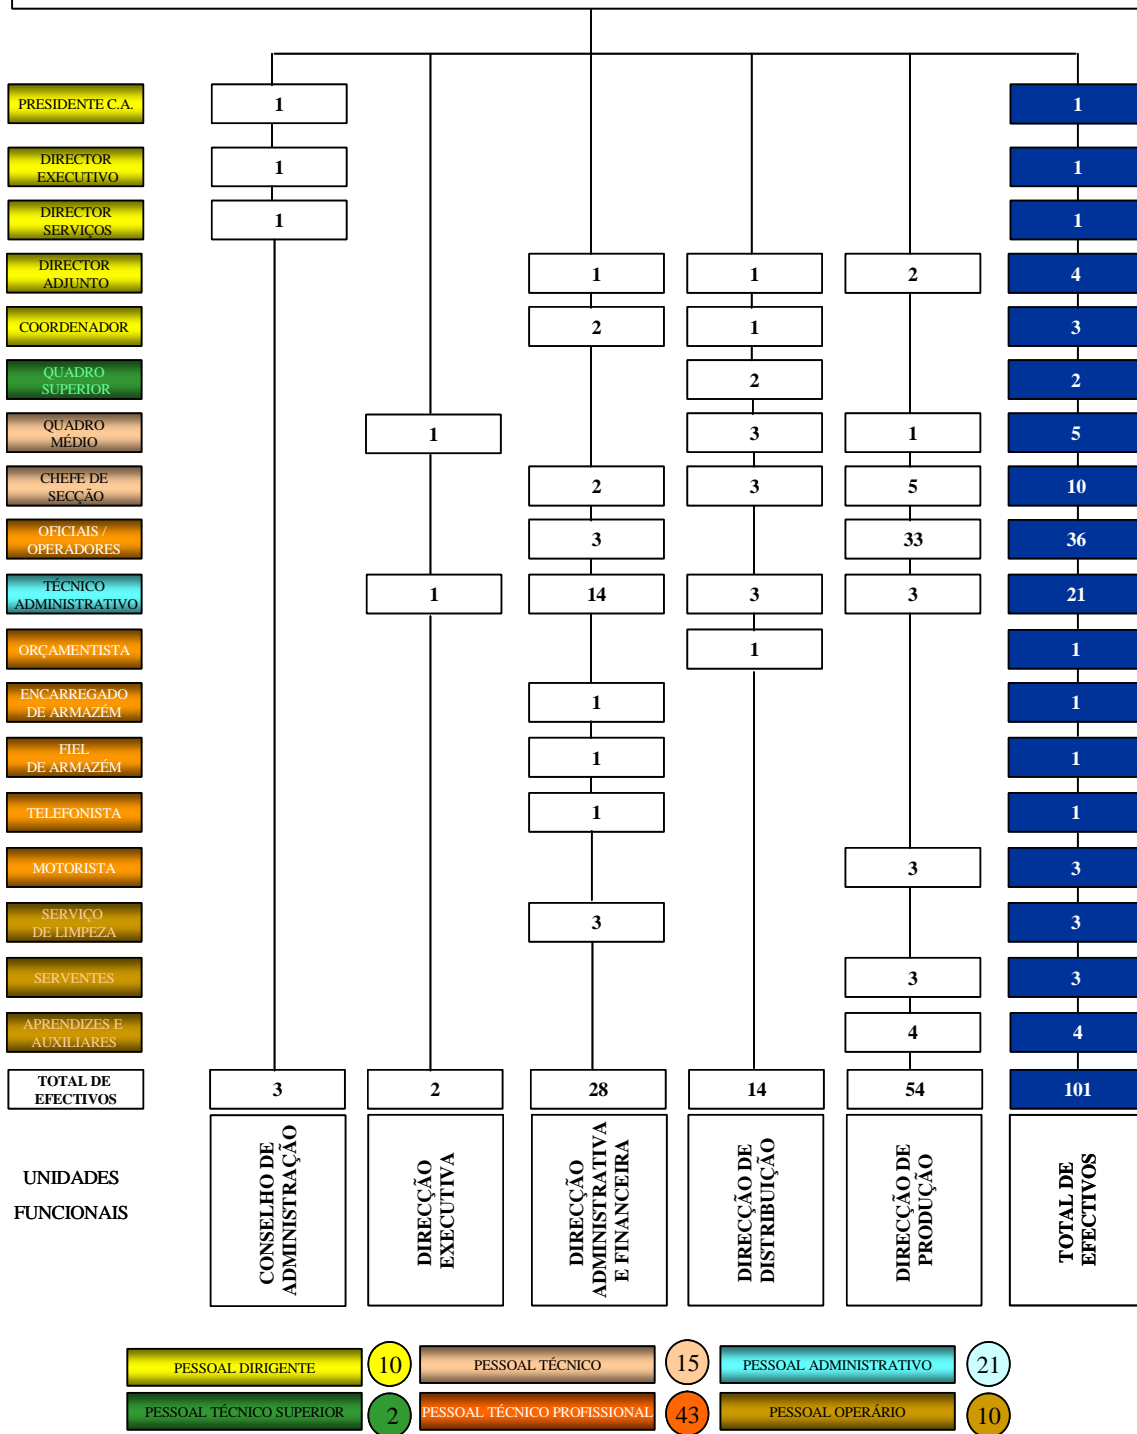 PRESIDENTE C.A.
1
1
DIRECTOR
EXECUTIVO
1
1
DIRECTOR
SERVIÇOS
1
1
DIRECTOR
ADJUNTO
1
1
2
4
COORDENADOR
2
1
3
QUADRO
SUPERIOR
2
2
QUADRO
MÉDIO
1
3
1
5
CHEFE DE
SECÇÃO
2
3
5
10
OFICIAIS /
OPERADORES
3
33
36
TÉCNICO
ADMINISTRATIVO
1
14
3
3
21
ORÇAMENTISTA
1
1
ENCARREGADO
DE ARMAZÉM
1
1
FIEL
DE ARMAZÉM
1
1
TELEFONISTA
1
1
MOTORISTA
3
3
SERVIÇO
DE LIMPEZA
3
3
SERVENTES
3
3
APRENDIZES E
AUXILIARES
4
4
TOTAL DE
EFECTIVOS
3
2
28
14
54
101
UNIDADES
FUNCIONAIS
CONSELHO DE
ADMINISTRAÇÃO
DIRECÇÃO
EXECUTIVA
DIRECÇÃO
ADMINISTRATIVA
E FINANCEIRA
DIRECÇÃO DE
DISTRIBUIÇÃO
DIRECÇÃO DE
PRODUÇÃO
TOTAL DE
EFECTIVOS
PESSOAL DIRIGENTE
10
PESSOAL TÉCNICO
15
PESSOAL ADMINISTRATIVO
21
PESSOAL TÉCNICO SUPERIOR
2
PESSOAL TÉCNICO PROFISSIONAL
43
PESSOAL OPERÁRIO
10